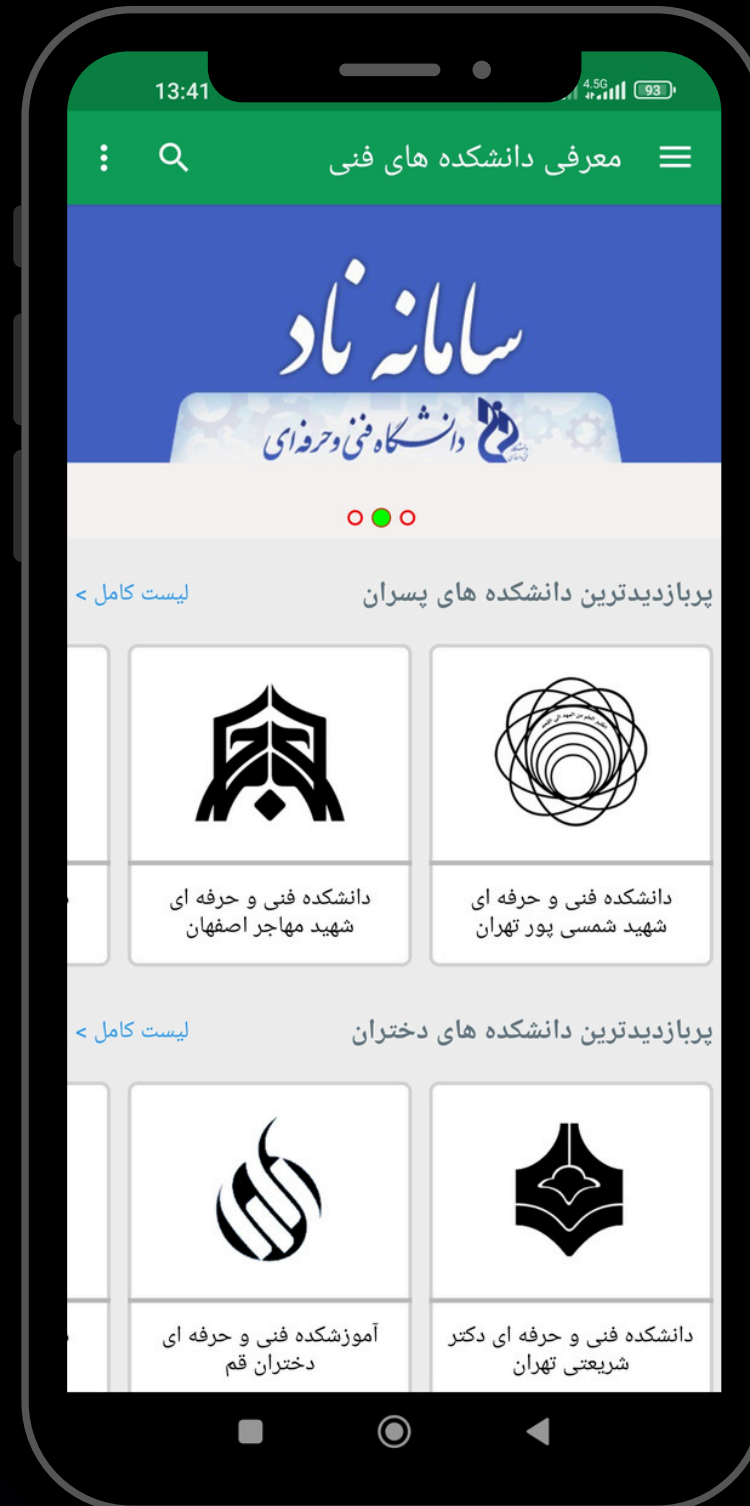 13:41
4.5G
93
معرفی دانشکده های فنی
سامانه ناد
دانشگاه فنی و حرفه‌ای
پربازدیدترین دانشکده های پسران
لیست کامل >
دانشکده فنی و حرفه ای
شهید شمسی پور تهران
دانشکده فنی و حرفه ای
شهید مهاجر اصفهان
پربازدیدترین دانشکده های دختران
لیست کامل >
دانشکده فنی و حرفه ای دکتر
شریعتی تهران
آموزشکده فنی و حرفه ای
دختران قم